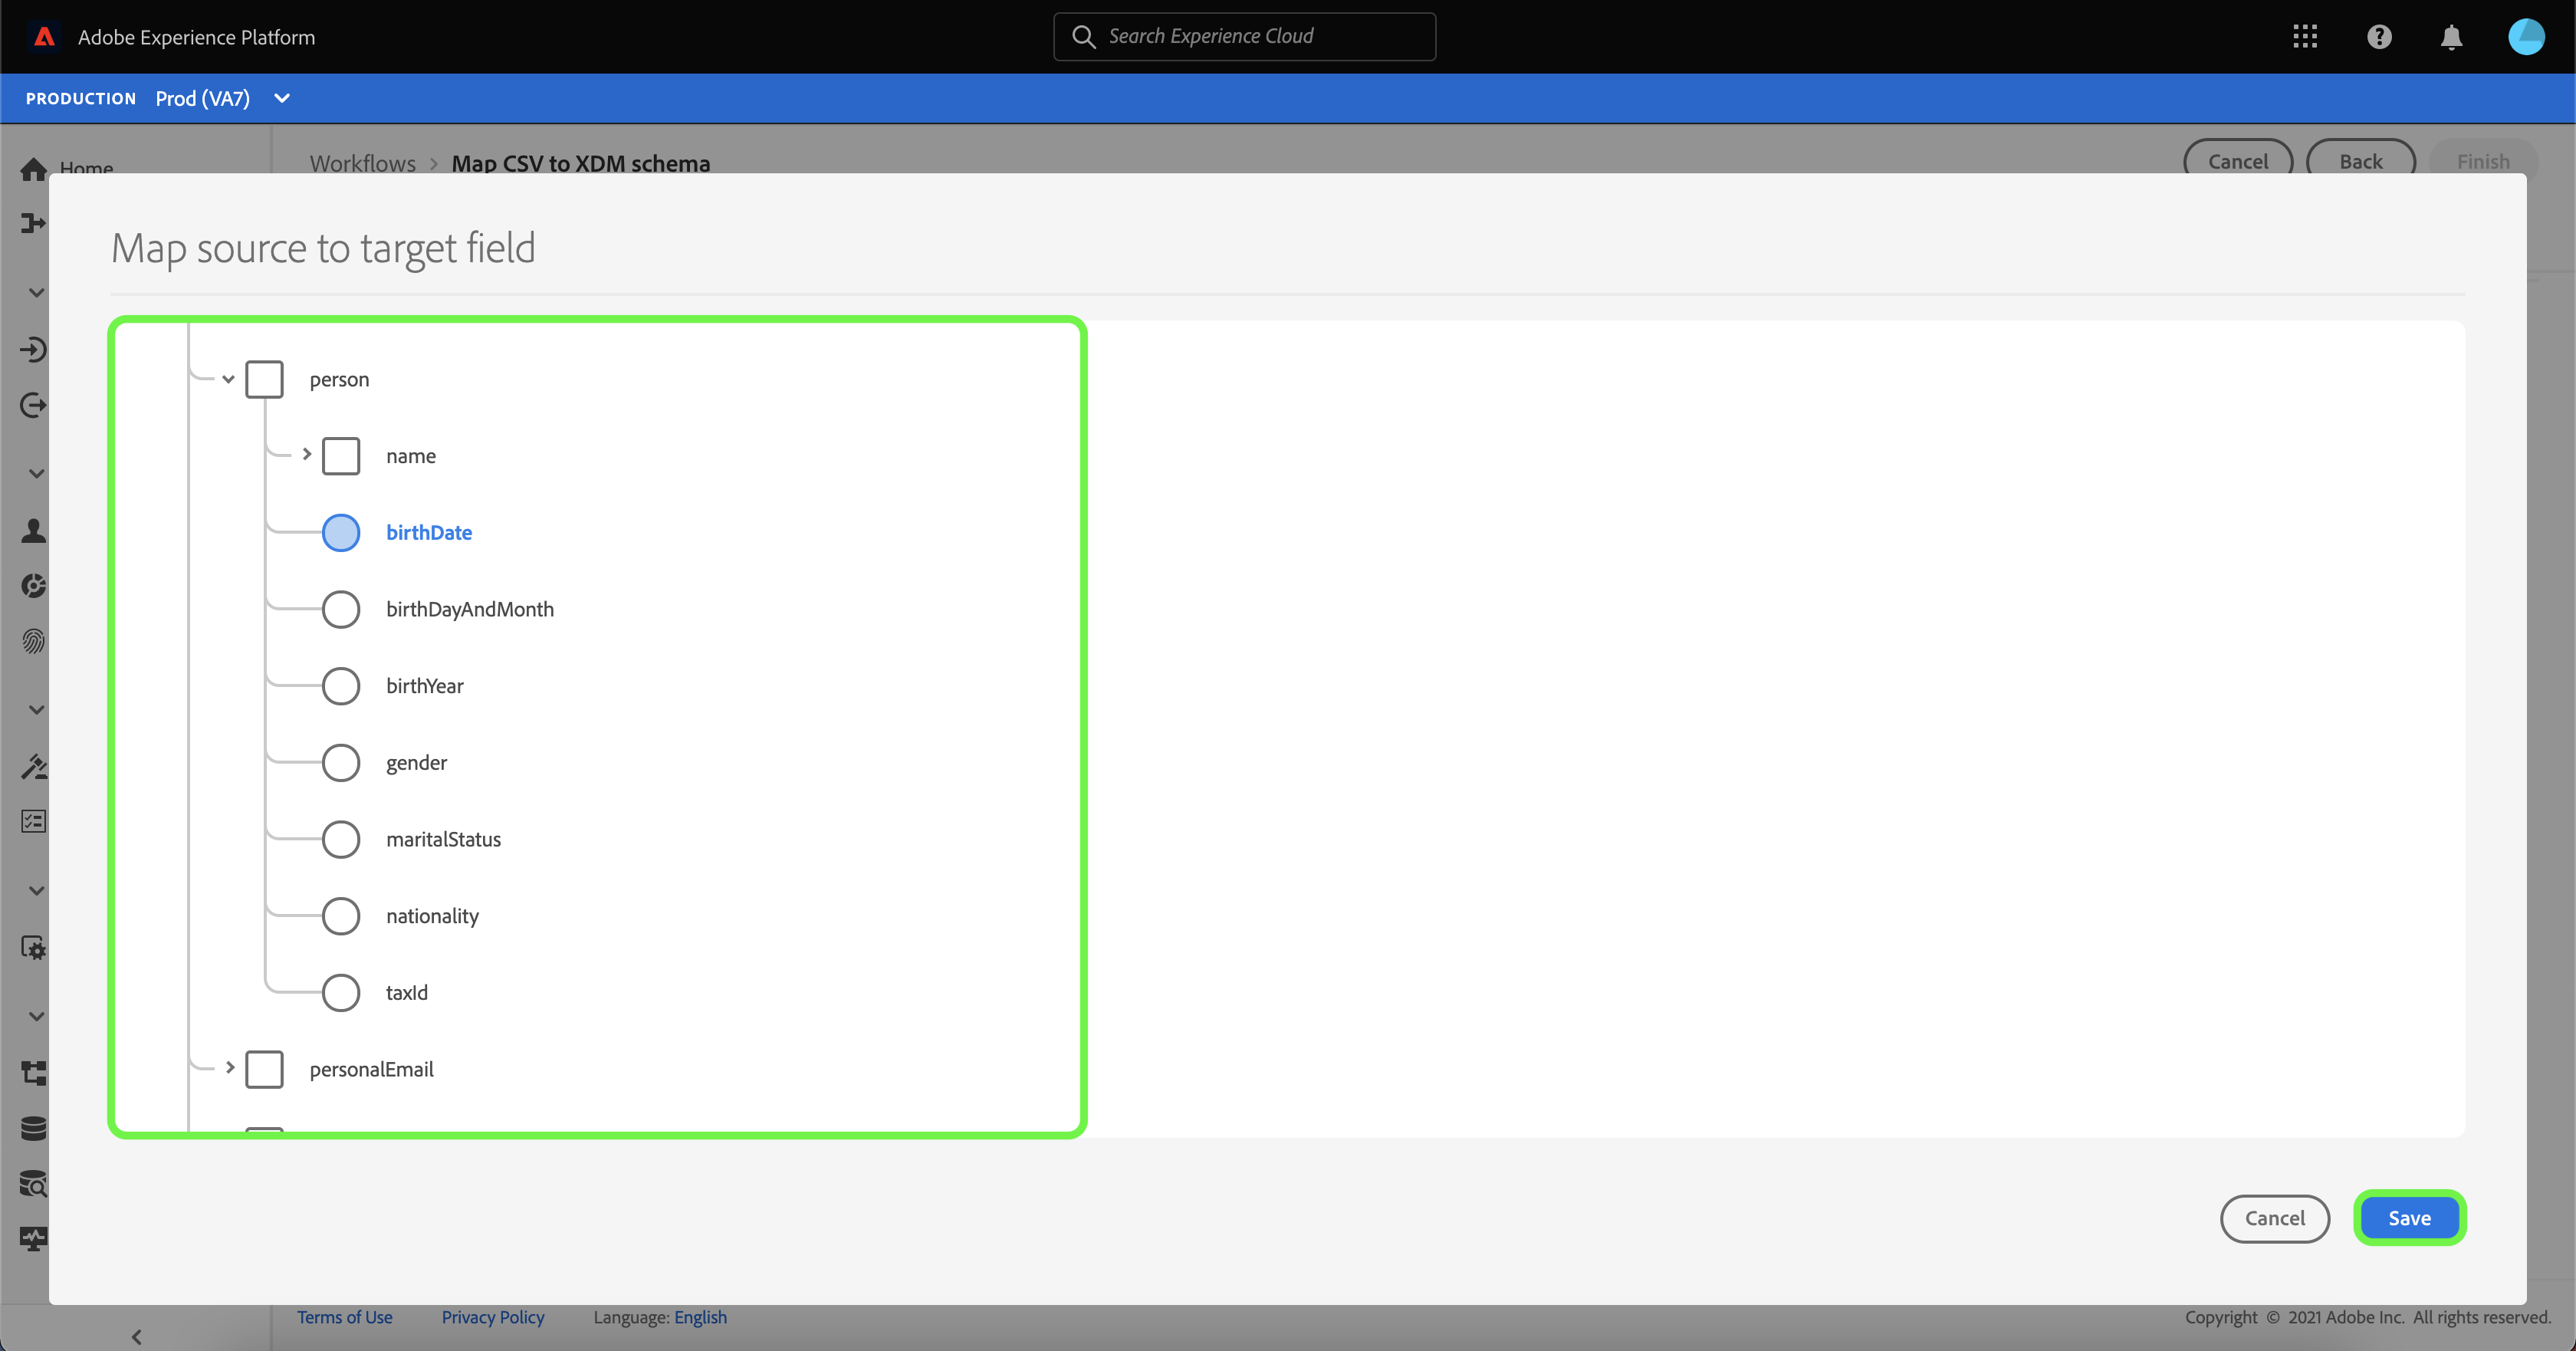 Adobe Experience Platform
Search Experience Cloud
PRODUCTION Prod (VA7)
Home
Workflows > Map CSV to XDM schema
Cancel
Back
Finish
Map source to target field
person
name
birthDate
birthDayAndMonth
birthYear
gender
maritalStatus
nationality
taxId
personalEmail
Cancel
Save
Terms of Use
Privacy Policy
Language: English
Copyright © 2021 Adobe Inc. All rights reserved.